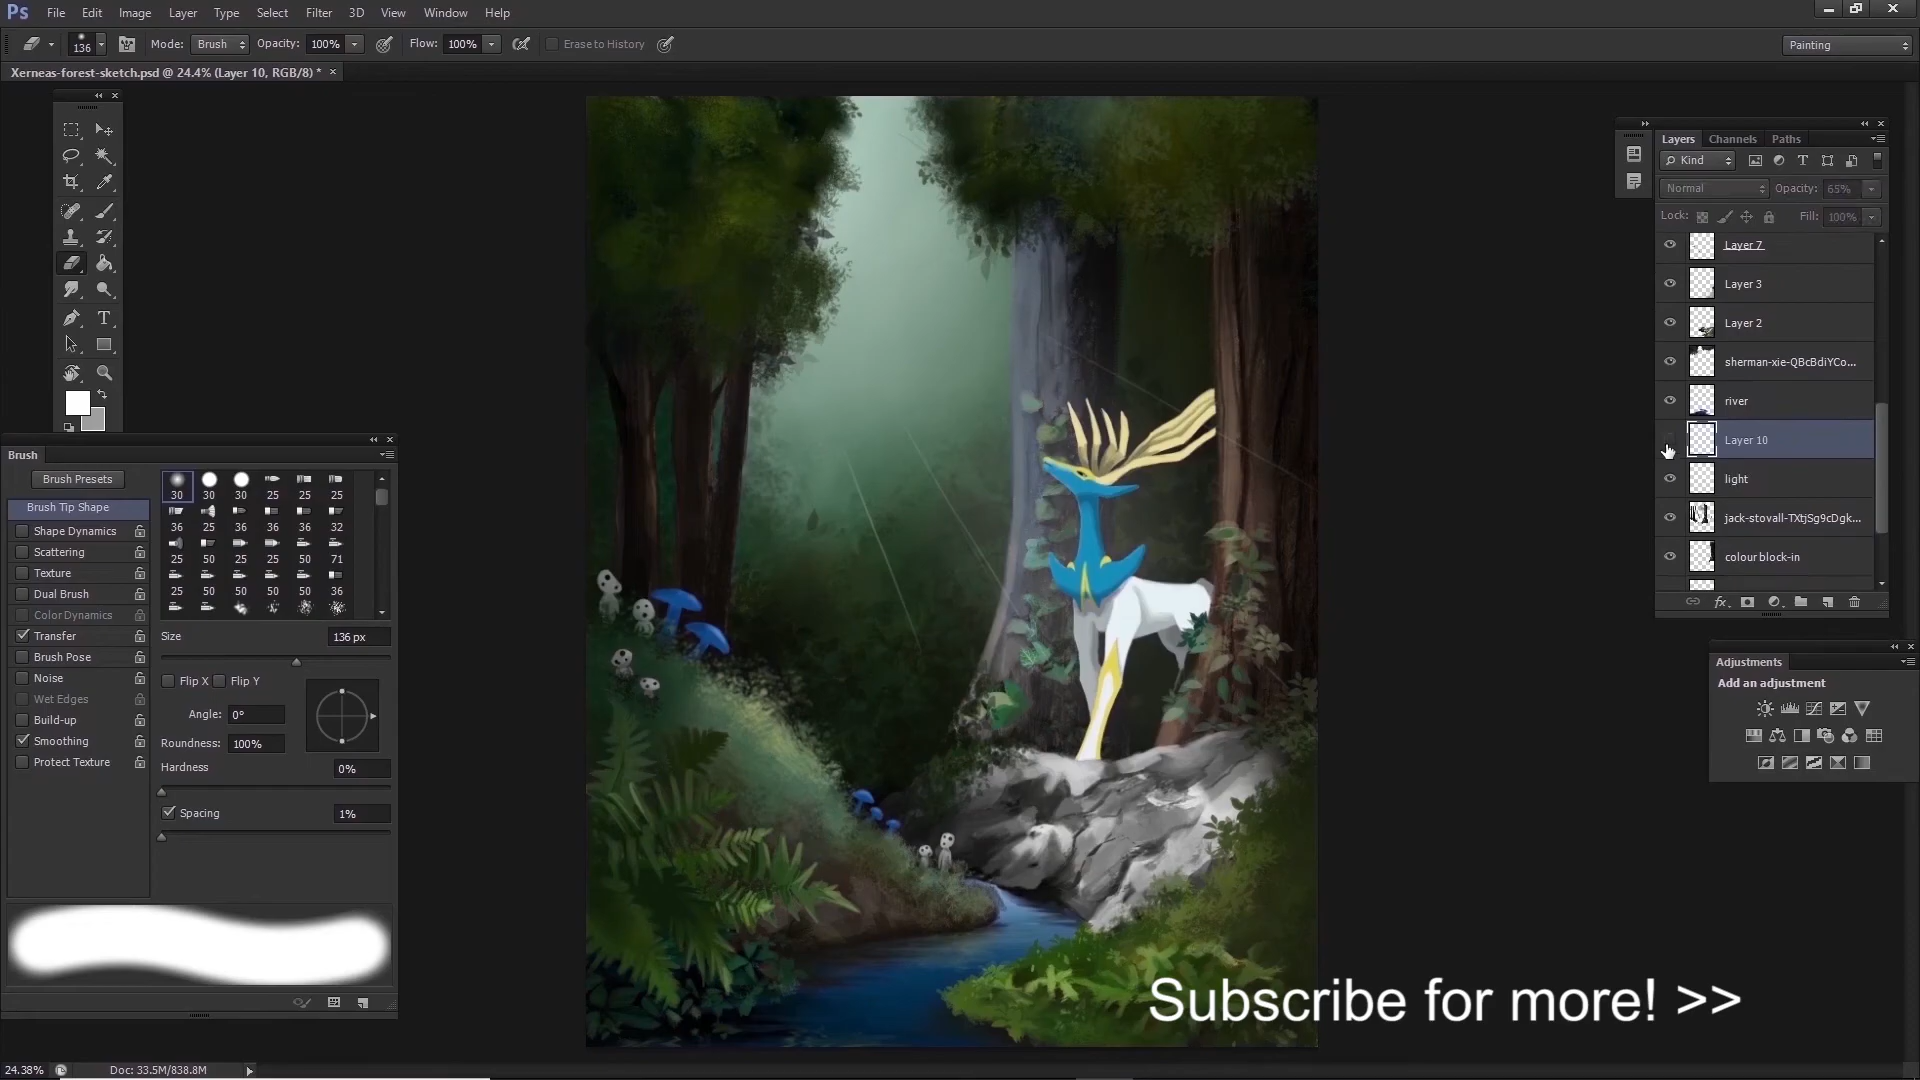 Ps File Edit Image Layer Type Select Filter 3D View Window Help
136 Mode: Brush Opacity: 100% Flow: 100% Erase to History Painting
Xerneas-forest-sketch.psd @ 24.4% (Layer 10, RGB/8) * ×
Layers Channels Paths
Kind T
Normal Opacity: 65%
Lock: Fill: 100%
Layer 7
Layer 3
Layer 2
sherman-xie-QBcBdiYCo...
river
Layer 10
light
jack-stovall-TXtjSg9cDgk...
colour block-in
fx
Adjustments
Add an adjustment
T
Brush
Brush Presets
Brush Tip Shape
Shape Dynamics
Scattering
Texture
Dual Brush
Color Dynamics
Transfer
Brush Pose
Noise
Wet Edges
Build-up
Smoothing
Protect Texture
30 30 30 25 25 25
36 25 36 36 36 32
25 50 25 25 50 71
25 50 50 50 50 36
Size 136 px
Flip X Flip Y
Angle: 0°
Roundness: 100%
Hardness 0%
Spacing 1%
Subscribe for more! >>
24.38% Doc: 33.5M/838.8M